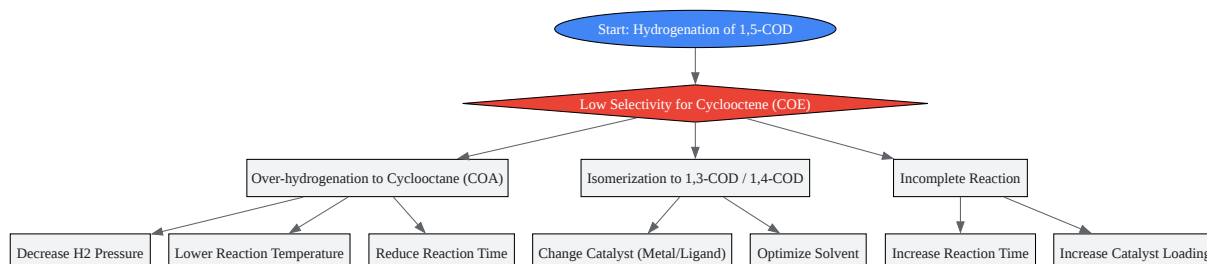 Start: Hydrogenation of 1,5-COD
Low Selectivity for Cyclooctene (COE)
Over-hydrogenation to Cyclooctane (COA)
Isomerization to 1,3-COD / 1,4-COD
Incomplete Reaction
Decrease H2 Pressure
Lower Reaction Temperature
Reduce Reaction Time
Change Catalyst (Metal/Ligand)
Optimize Solvent
Increase Reaction Time
Increase Catalyst Loading